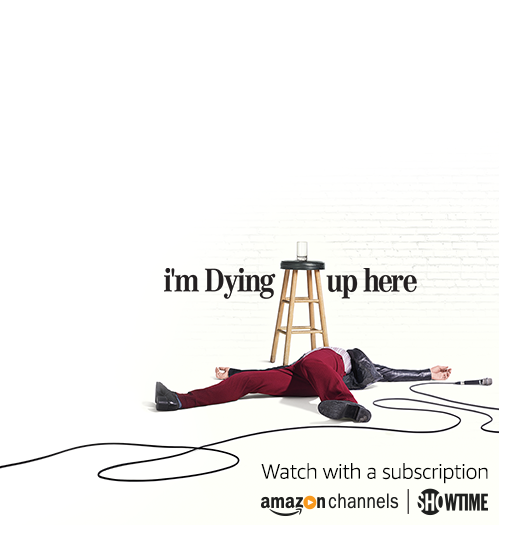 i'm Dying up here
Watch with a subscription
amazon channels | SHOWTIME